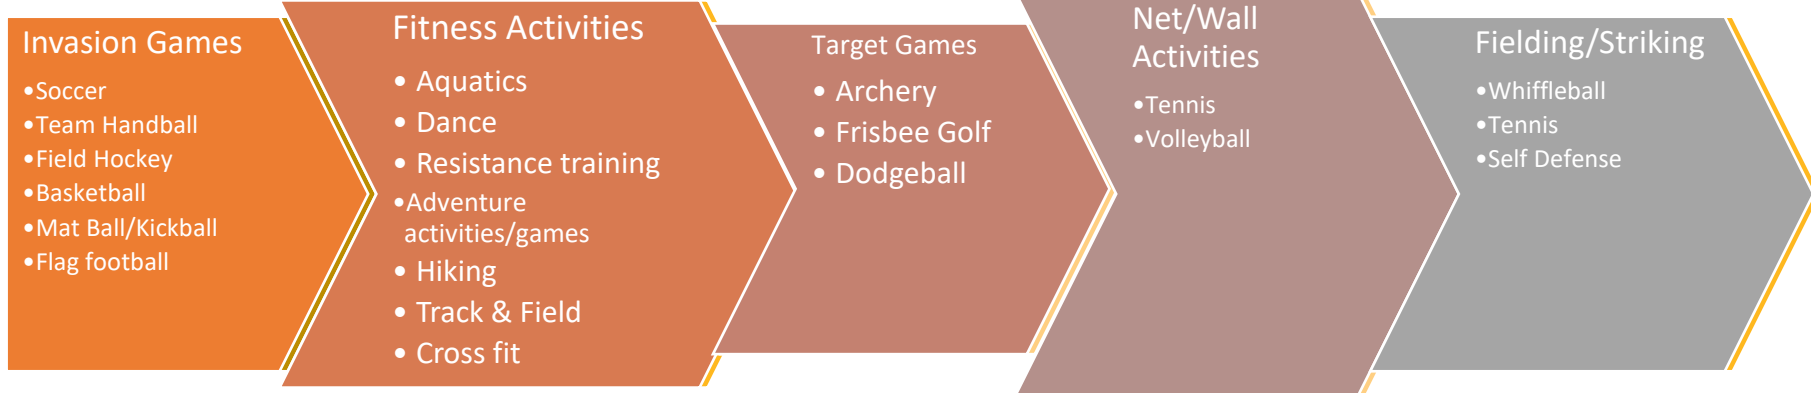 Invasion Games
•Soccer
•Team Handball
•Field Hockey
•Basketball
•Mat Ball/Kickball
•Flag football
Fitness Activities
• Aquatics
• Dance
• Resistance training
•Adventure
activities/games
• Hiking
• Track & Field
• Cross fit
Target Games
• Archery
• Frisbee Golf
• Dodgeball
Net/Wall
Activities
•Tennis
•Volleyball
Fielding/Striking
•Whiffleball
•Tennis
•Self Defense